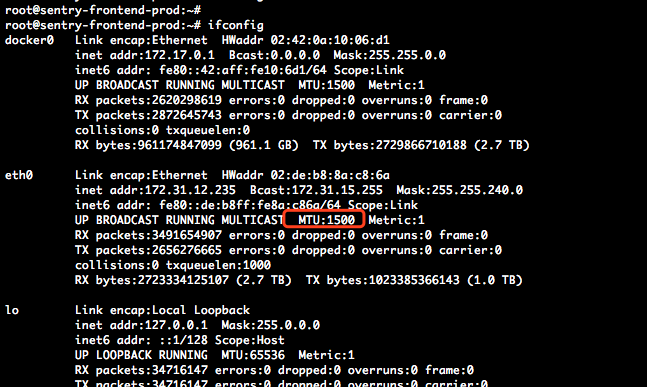 root@sentry-frontend-prod:~#
root@sentry-frontend-prod:~# ifconfig
docker0   Link encap:Ethernet  HWaddr 02:42:0a:10:06:d1
          inet addr:172.17.0.1  Bcast:0.0.0.0  Mask:255.255.0.0
          inet6 addr: fe80::42:aff:fe10:6d1/64 Scope:Link
          UP BROADCAST RUNNING MULTICAST  MTU:1500  Metric:1
          RX packets:2620298619 errors:0 dropped:0 overruns:0 frame:0
          TX packets:2872645743 errors:0 dropped:0 overruns:0 carrier:0
          collisions:0 txqueuelen:0
          RX bytes:961174847099 (961.1 GB)  TX bytes:2729866710188 (2.7 TB)
eth0      Link encap:Ethernet  HWaddr 02:de:b8:8a:c8:6a
          inet addr:172.31.12.235  Bcast:172.31.15.255  Mask:255.255.240.0
          inet6 addr: fe80::de:b8ff:fe8a:c86a/64 Scope:Link
          UP BROADCAST RUNNING MULTICAST  MTU:1500  Metric:1
          RX packets:3491654907 errors:0 dropped:0 overruns:0 frame:0
          TX packets:2656276665 errors:0 dropped:0 overruns:0 carrier:0
          collisions:0 txqueuelen:1000
          RX bytes:2723334125107 (2.7 TB)  TX bytes:1023385366143 (1.0 TB)
lo        Link encap:Local Loopback
          inet addr:127.0.0.1  Mask:255.0.0.0
          inet6 addr: ::1/128 Scope:Host
          UP LOOPBACK RUNNING  MTU:65536  Metric:1
          RX packets:34716147 errors:0 dropped:0 overruns:0 frame:0
          TX packets:34716147 errors:0 dropped:0 overruns:0 carrier:0